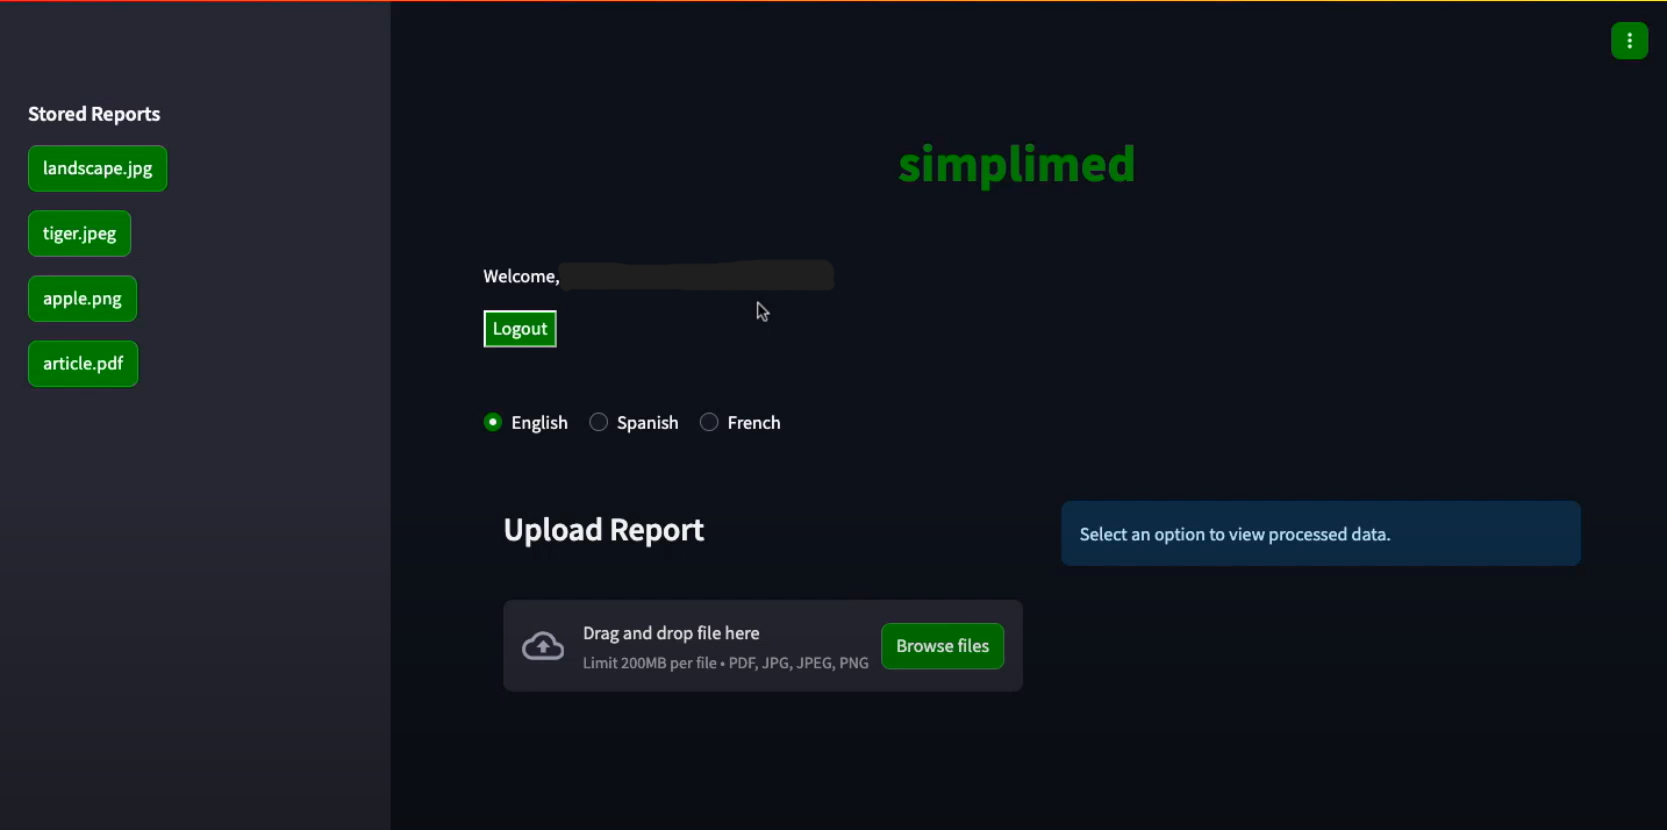 Stored Reports
landscape.jpg
tiger.jpeg
apple.png
article.pdf
simplimed
Welcome,
Logout
English Spanish French
Upload Report
Drag and drop file here
Limit 200MB per file • PDF, JPG, JPEG, PNG
Browse files
Select an option to view processed data.